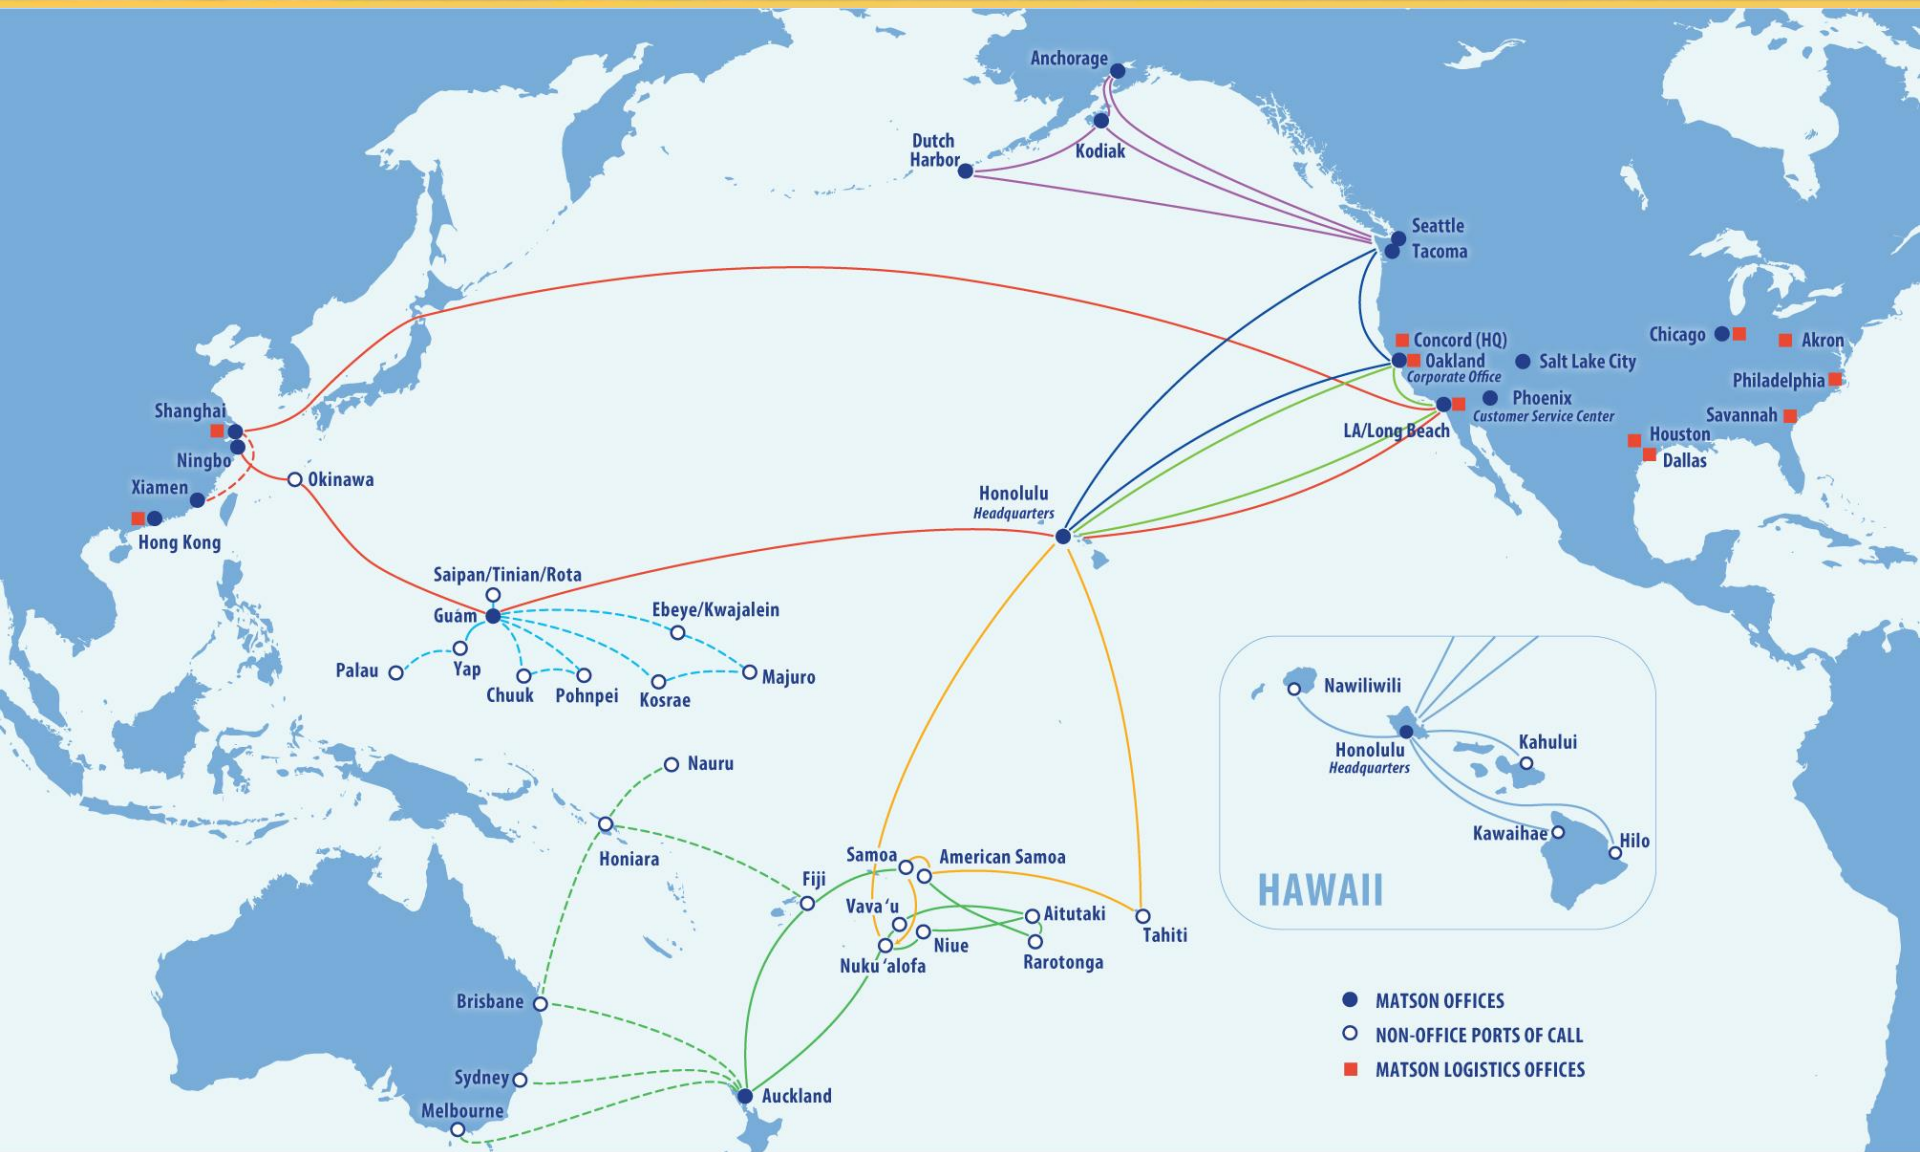 Anchorage
Dutch
Harbor
Kodiak
Seattle
Tacoma
Concord (HQ)
Oakland
Corporate Office
Salt Lake City
Phoenix
Customer Service Center
LA/Long Beach
Chicago
Akron
Philadelphia
Savannah
Houston
Dallas
Shanghai
Ningbo
Okinawa
Xiamen
Hong Kong
Honolulu
Headquarters
Saipan/Tinian/Rota
Guam
Ebeye/Kwajalein
Palau
Yap
Chuuk
Pohnpei
Kosrae
Majuro
Nauru
Honiara
Fiji
Samoa
American Samoa
Vava‘u
Aitutaki
Niue
Nuku ‘alofa
Rarotonga
Tahiti
Brisbane
Sydney
Melbourne
Auckland
Nawiliwili
Honolulu
Headquarters
Kahului
Kawaihae
Hilo
HAWAII
MATSON OFFICES
NON-OFFICE PORTS OF CALL
MATSON LOGISTICS OFFICES